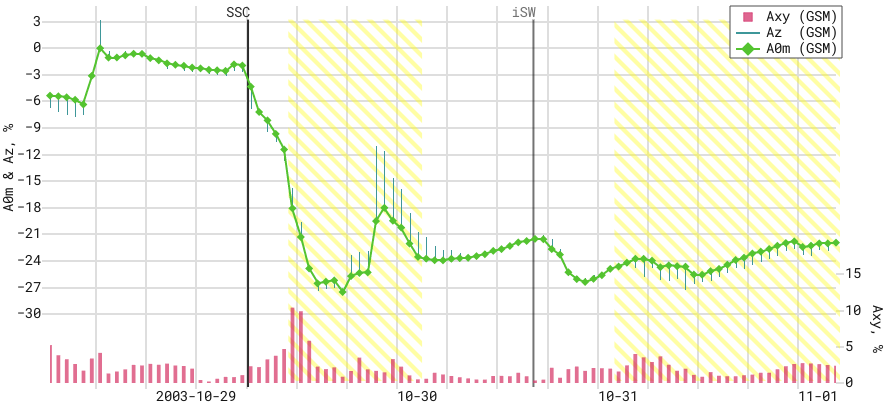 SSC
iSW
Axy (GSM)
Az (GSM)
A0m (GSM)
3
0
-3
-6
-9
-12
-15
-18
-21
-24
-27
-30
A0m & Az, %
15
10
5
0
Axy, %
2003-10-29
10-30
10-31
11-01